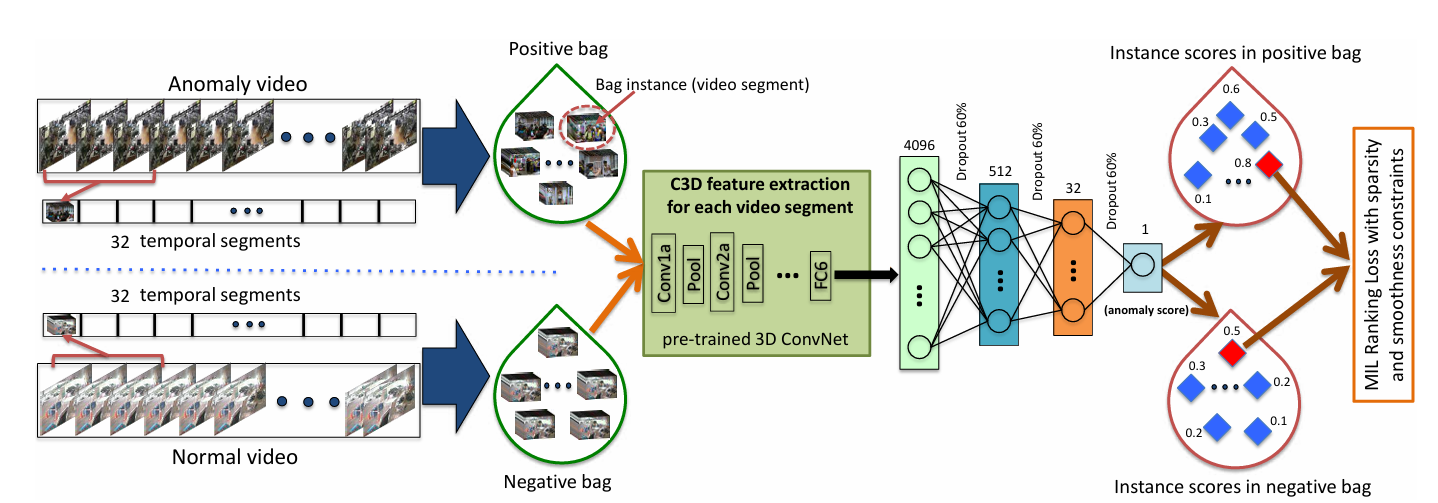 Anomaly video
32 temporal segments
32 temporal segments
Normal video
Positive bag
Bag instance (video segment)
Negative bag
C3D feature extraction
for each video segment
Conv1a
Pool
Conv2a
Pool
FC6
pre-trained 3D ConvNet
4096
Dropout 60%
512
Dropout 60%
32
Dropout 60%
1
(anomaly score)
Instance scores in positive bag
0.6
0.3
0.5
0.8
0.1
0.5
0.3
0.2
0.2
0.1
Instance scores in negative bag
MIL Ranking Loss with sparsity
and smoothness constraints